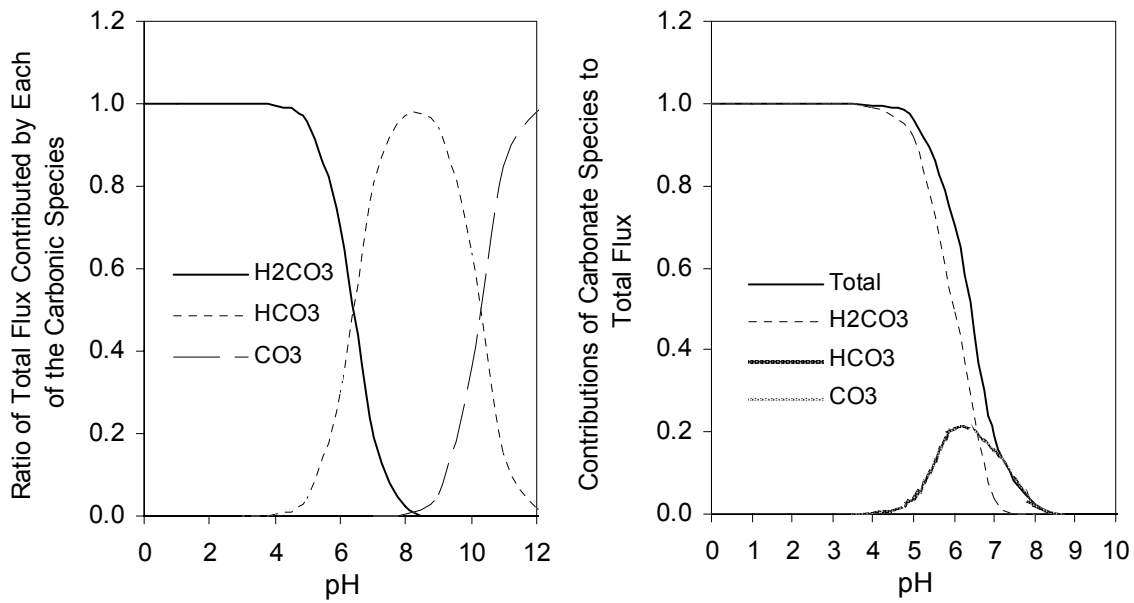 Ratio of Total Flux Contributed by Each
of the Carbonic Species
1.2
1.0
0.8
0.6
0.4
0.2
0.0
H2CO3
HCO3
CO3
0 2 4 6 8 10 12
pH
Contributions of Carbonate Species to
Total Flux
1.2
1.0
0.8
0.6
0.4
0.2
0.0
Total
H2CO3
HCO3
CO3
0 1 2 3 4 5 6 7 8 9 10
pH